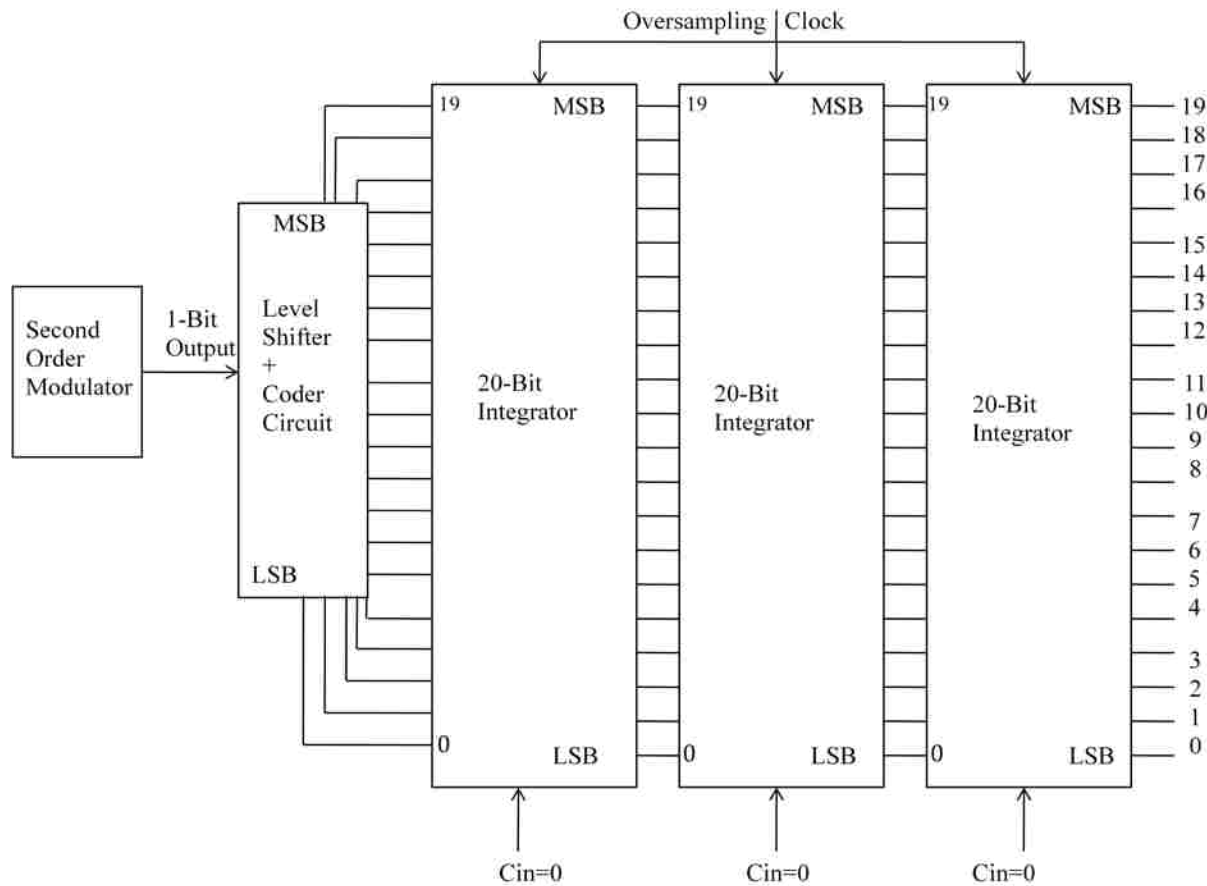 Oversampling Clock
19 MSB
19 MSB
19 MSB
19
18
17
16
15
14
13
12
11
10
9
8
7
6
5
4
3
2
1
0
MSB
Level
Shifter
+
Coder
Circuit
LSB
Second
Order
Modulator
1-Bit
Output
20-Bit
Integrator
20-Bit
Integrator
20-Bit
Integrator
0 LSB
0 LSB
0 LSB
Cin=0
Cin=0
Cin=0